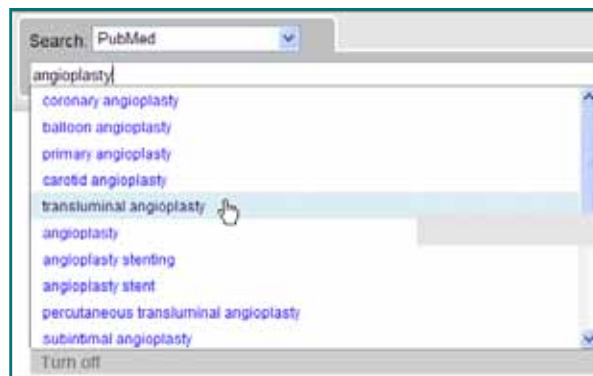 Search: PubMed
angioplasty
coronary angioplasty
balloon angioplasty
primary angioplasty
carotid angioplasty
transluminal angioplasty
angioplasty
angioplasty stenting
angioplasty stent
percutaneous transluminal angioplasty
subintimal angioplasty
Turn off